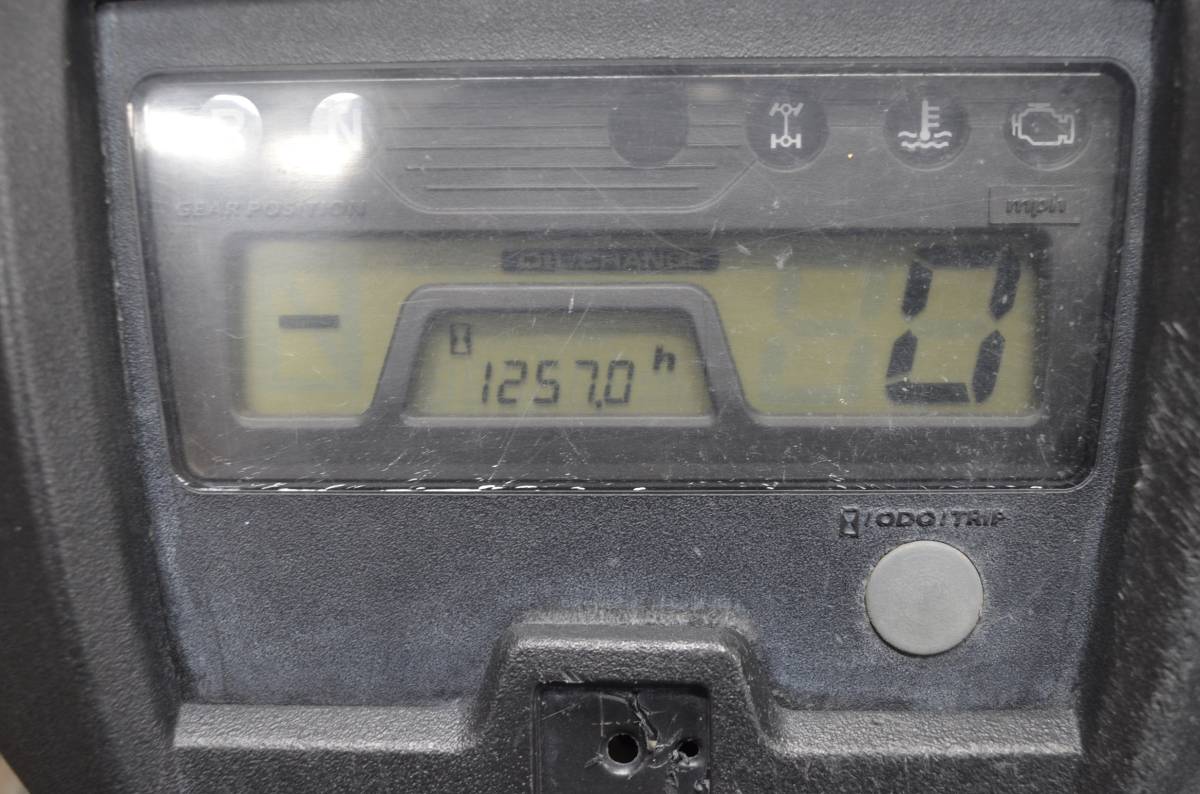 R N
GEAR POSITION
mph
OIL CHANGE
- 0
1257.0 h
/ODO/TRIP